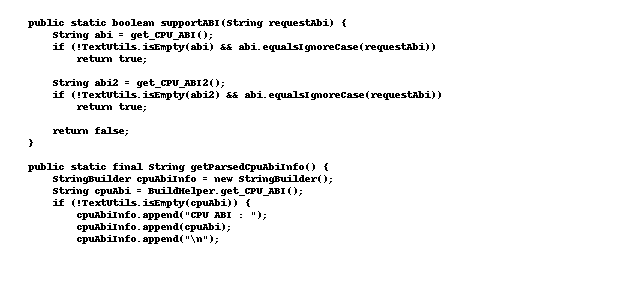 public static boolean supportABI(String requestAbi) {
    String abi = get_CPU_ABI();
    if (!TextUtils.isEmpty(abi) && abi.equalsIgnoreCase(requestAbi))
        return true;

    String abi2 = get_CPU_ABI2();
    if (!TextUtils.isEmpty(abi2) && abi.equalsIgnoreCase(requestAbi))
        return true;

    return false;
}

public static final String getParsedCpuAbiInfo() {
    StringBuilder cpuAbiInfo = new StringBuilder();
    String cpuAbi = BuildHelper.get_CPU_ABI();
    if (!TextUtils.isEmpty(cpuAbi)) {
        cpuAbiInfo.append("CPU ABI : ");
        cpuAbiInfo.append(cpuAbi);
        cpuAbiInfo.append("\n");